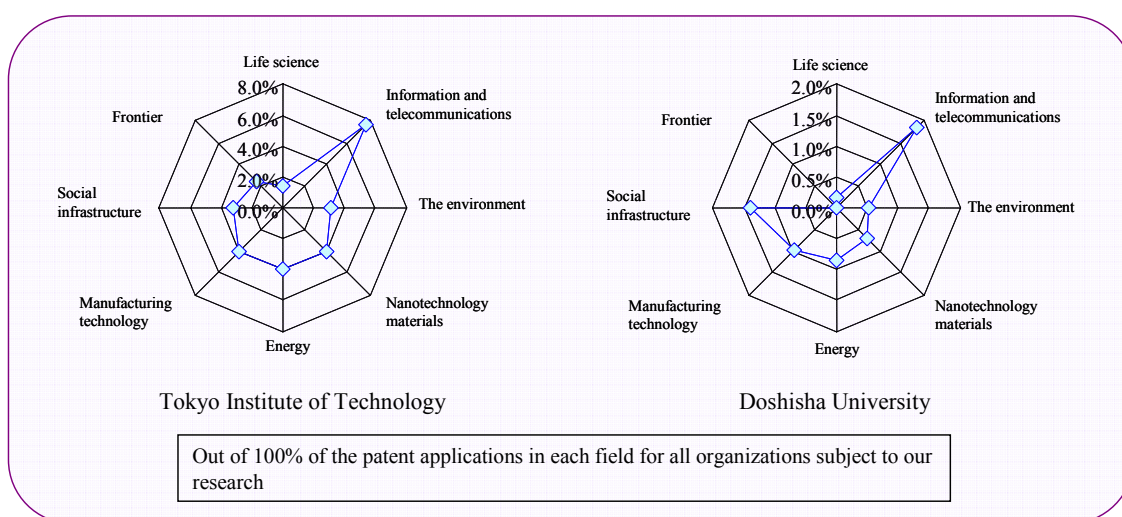 Life science
8.0%
6.0%
4.0%
2.0%
0.0%
Information and
telecommunications
The environment
Nanotechnology
materials
Energy
Manufacturing
technology
Social
infrastructure
Frontier
Tokyo Institute of Technology
Life science
2.0%
1.5%
1.0%
0.5%
0.0%
Information and
telecommunications
The environment
Nanotechnology
materials
Energy
Manufacturing
technology
Social
infrastructure
Frontier
Doshisha University
Out of 100% of the patent applications in each field for all organizations subject to our
research